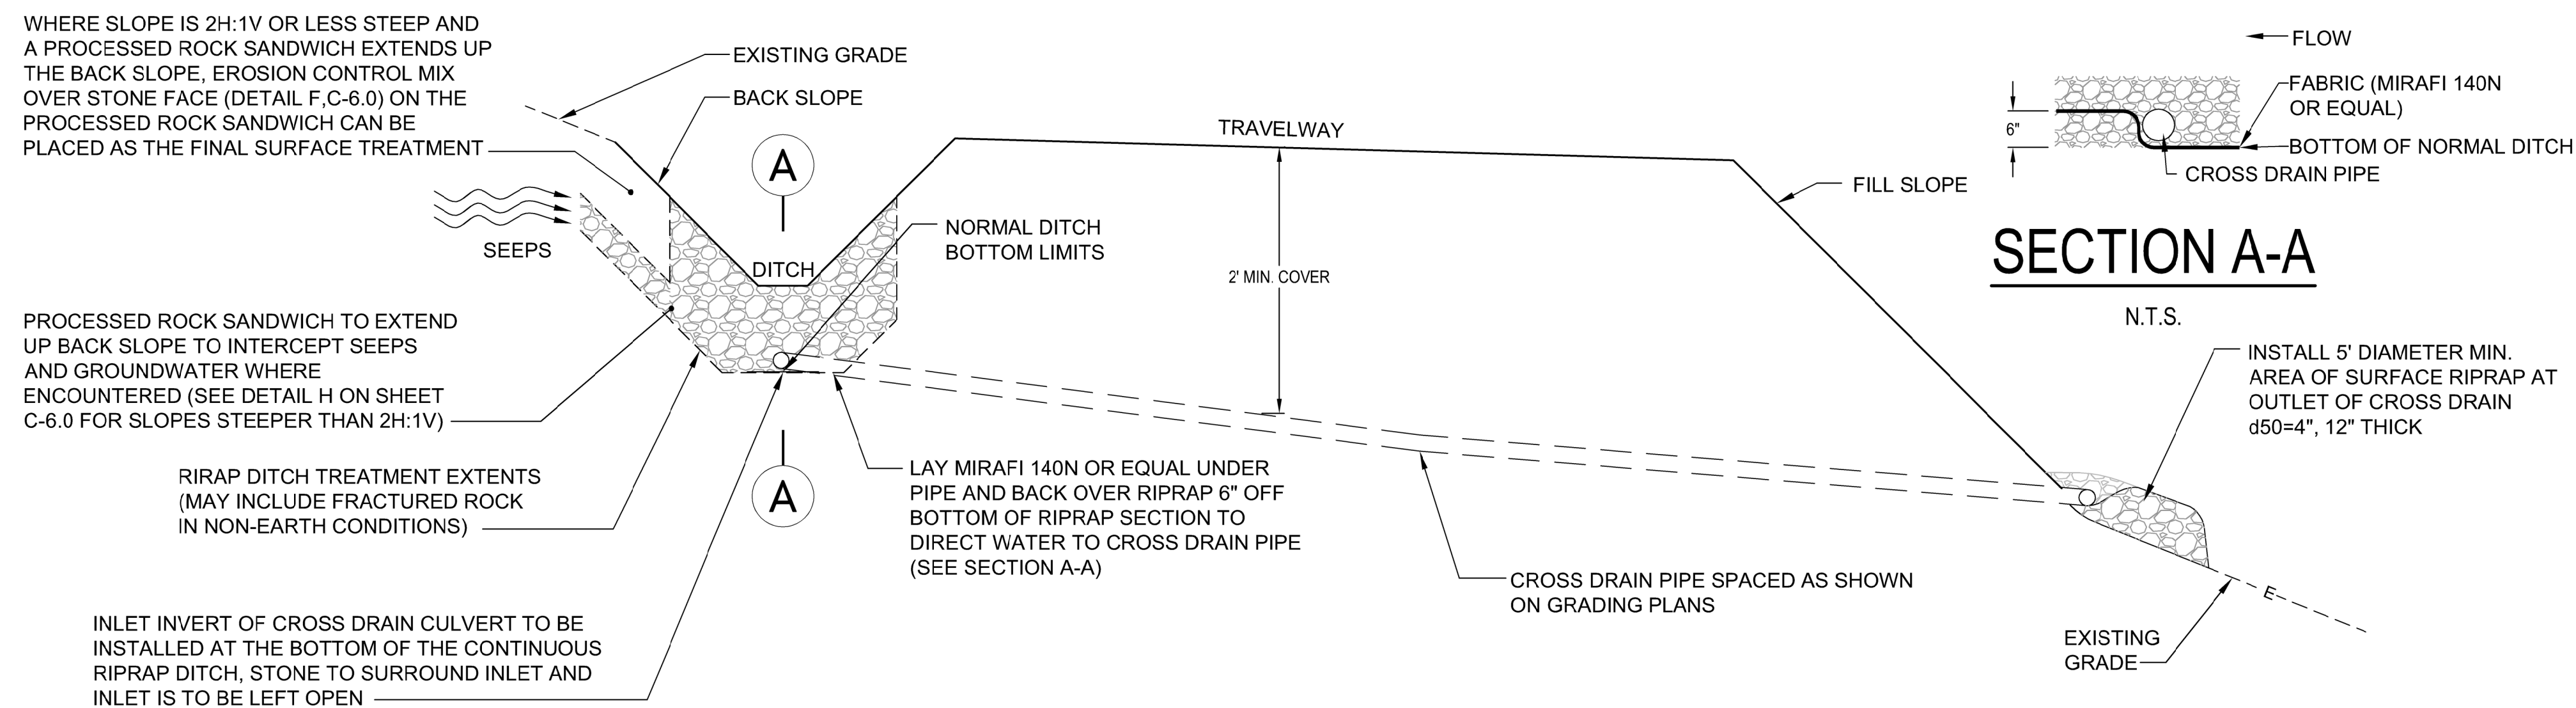 WHERE SLOPE IS 2H:1V OR LESS STEEP AND
A PROCESSED ROCK SANDWICH EXTENDS UP
THE BACK SLOPE, EROSION CONTROL MIX
OVER STONE FACE (DETAIL F,C-6.0) ON THE
PROCESSED ROCK SANDWICH CAN BE
PLACED AS THE FINAL SURFACE TREATMENT
EXISTING GRADE
BACK SLOPE
A
TRAVELWAY
SEEPS
DITCH
NORMAL DITCH
BOTTOM LIMITS
2' MIN. COVER
FILL SLOPE
FLOW
FABRIC (MIRAFI 140N
OR EQUAL)
6"
BOTTOM OF NORMAL DITCH
CROSS DRAIN PIPE
SECTION A-A
N.T.S.
PROCESSED ROCK SANDWICH TO EXTEND
UP BACK SLOPE TO INTERCEPT SEEPS
AND GROUNDWATER WHERE
ENCOUNTERED (SEE DETAIL H ON SHEET
C-6.0 FOR SLOPES STEEPER THAN 2H:1V)
RIRAP DITCH TREATMENT EXTENTS
(MAY INCLUDE FRACTURED ROCK
IN NON-EARTH CONDITIONS)
A
LAY MIRAFI 140N OR EQUAL UNDER
PIPE AND BACK OVER RIPRAP 6" OFF
BOTTOM OF RIPRAP SECTION TO
DIRECT WATER TO CROSS DRAIN PIPE
(SEE SECTION A-A)
INSTALL 5' DIAMETER MIN.
AREA OF SURFACE RIPRAP AT
OUTLET OF CROSS DRAIN
d50=4", 12" THICK
CROSS DRAIN PIPE SPACED AS SHOWN
ON GRADING PLANS
INLET INVERT OF CROSS DRAIN CULVERT TO BE
INSTALLED AT THE BOTTOM OF THE CONTINUOUS
RIPRAP DITCH, STONE TO SURROUND INLET AND
INLET IS TO BE LEFT OPEN
E
EXISTING
GRADE